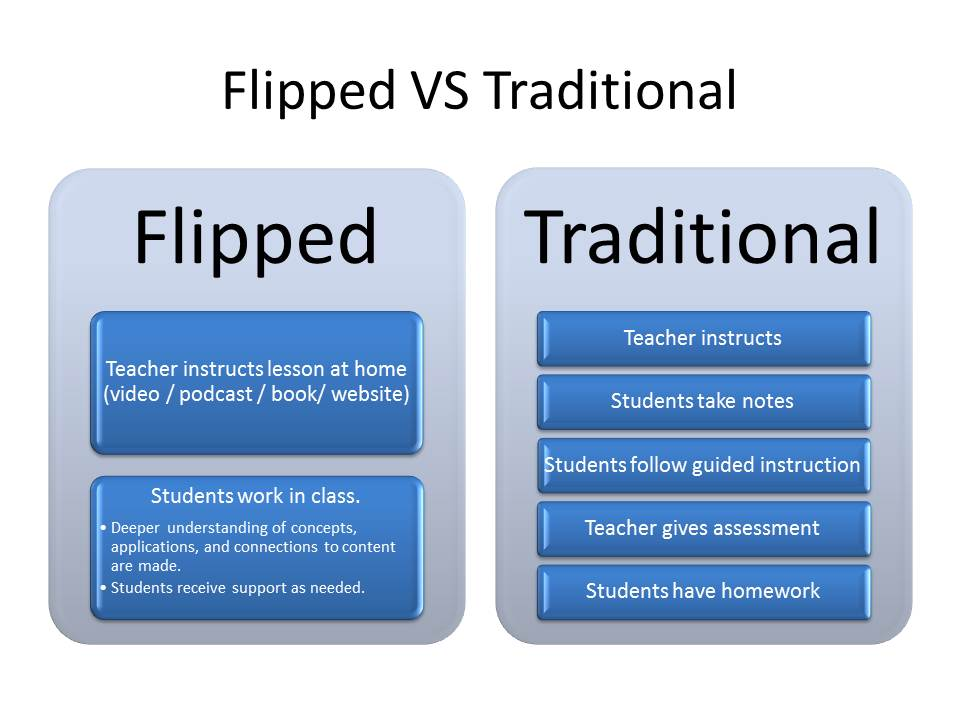 Flipped VS Traditional
Flipped
Teacher instructs lesson at home
(video / podcast / book/ website)
Students work in class.
• Deeper understanding of concepts,
applications, and connections to content
are made.
• Students receive support as needed.
Traditional
Teacher instructs
Students take notes
Students follow guided instruction
Teacher gives assessment
Students have homework